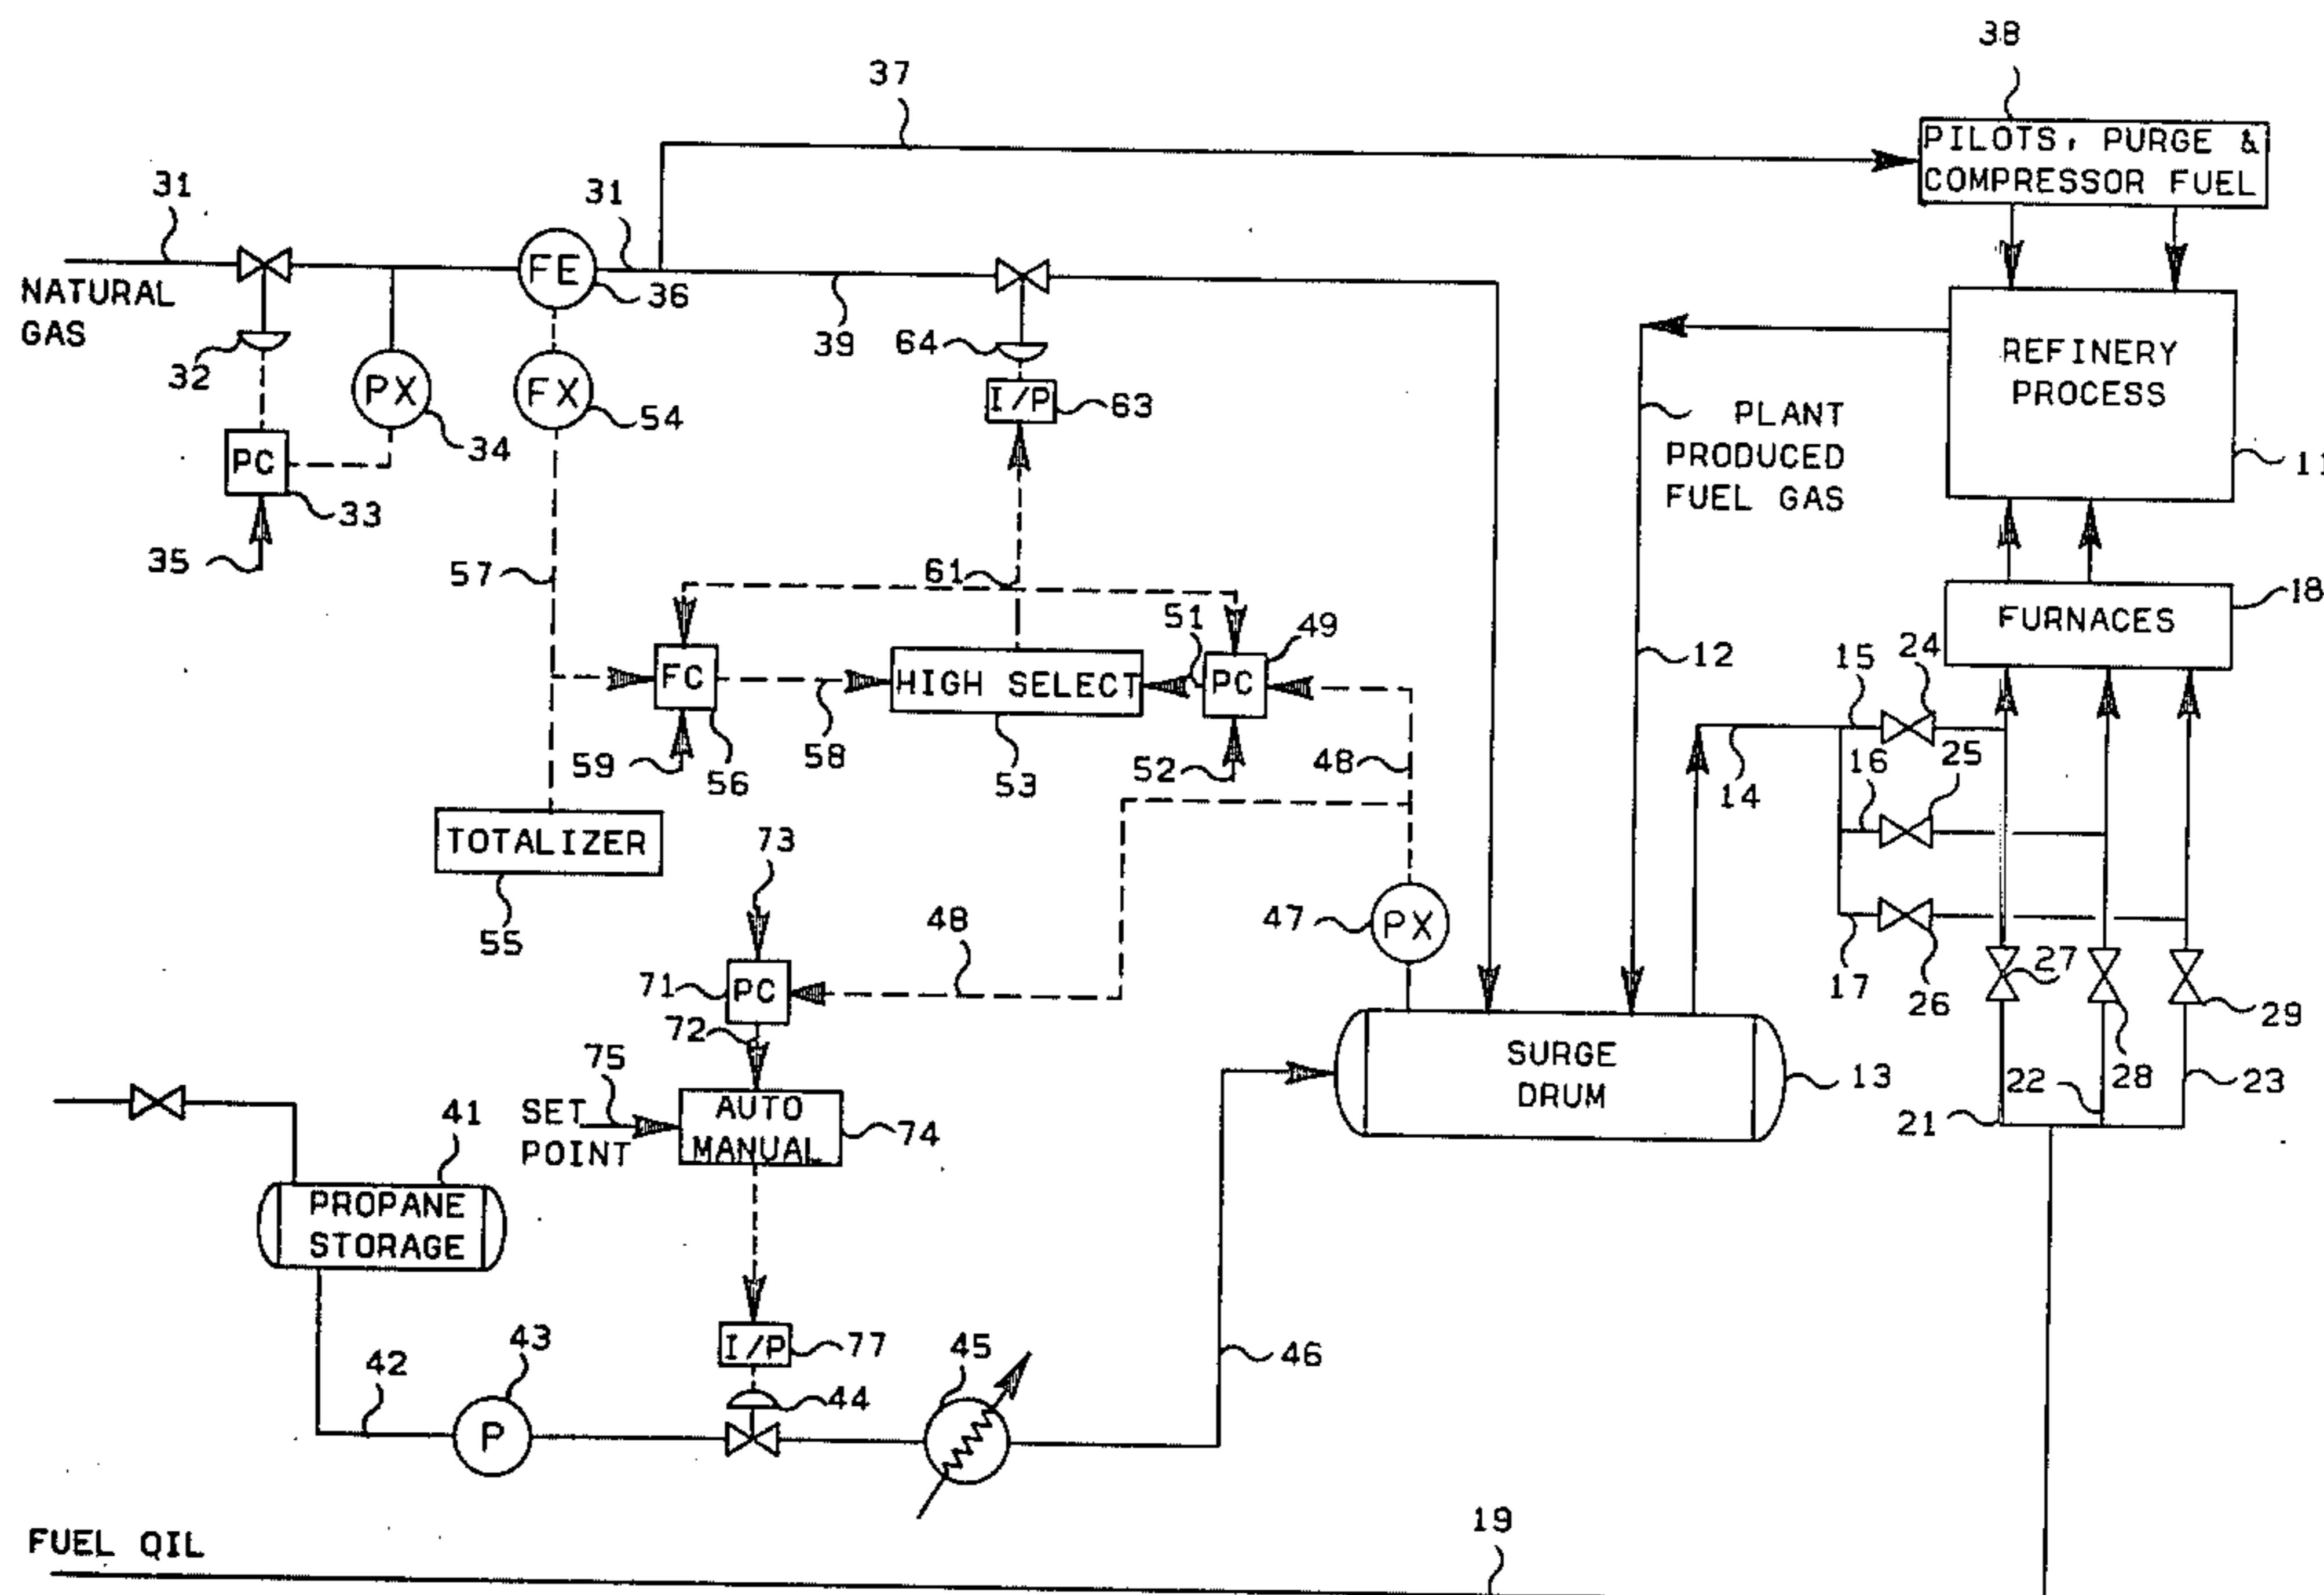 38
37
PILOTS, PURGE &
COMPRESSOR FUEL
31
31
FE
36
NATURAL
GAS
39
64
32
PX
34
FX
54
I/P
63
PC
33
35
REFINERY
PROCESS
11
PLANT
PRODUCED
FUEL GAS
57
61
51
49
FC
HIGH SELECT
PC
59
56
58
53
52
48
12
FURNACES
18
15
24
16
25
14
17
26
27
29
28
22
23
21
TOTALIZER
55
73
71
PC
72
48
47
PX
SURGE
DRUM
13
75
SET
POINT
AUTO
MANUAL
74
41
PROPANE
STORAGE
42
43
P
I/P
77
44
45
46
FUEL OIL
19